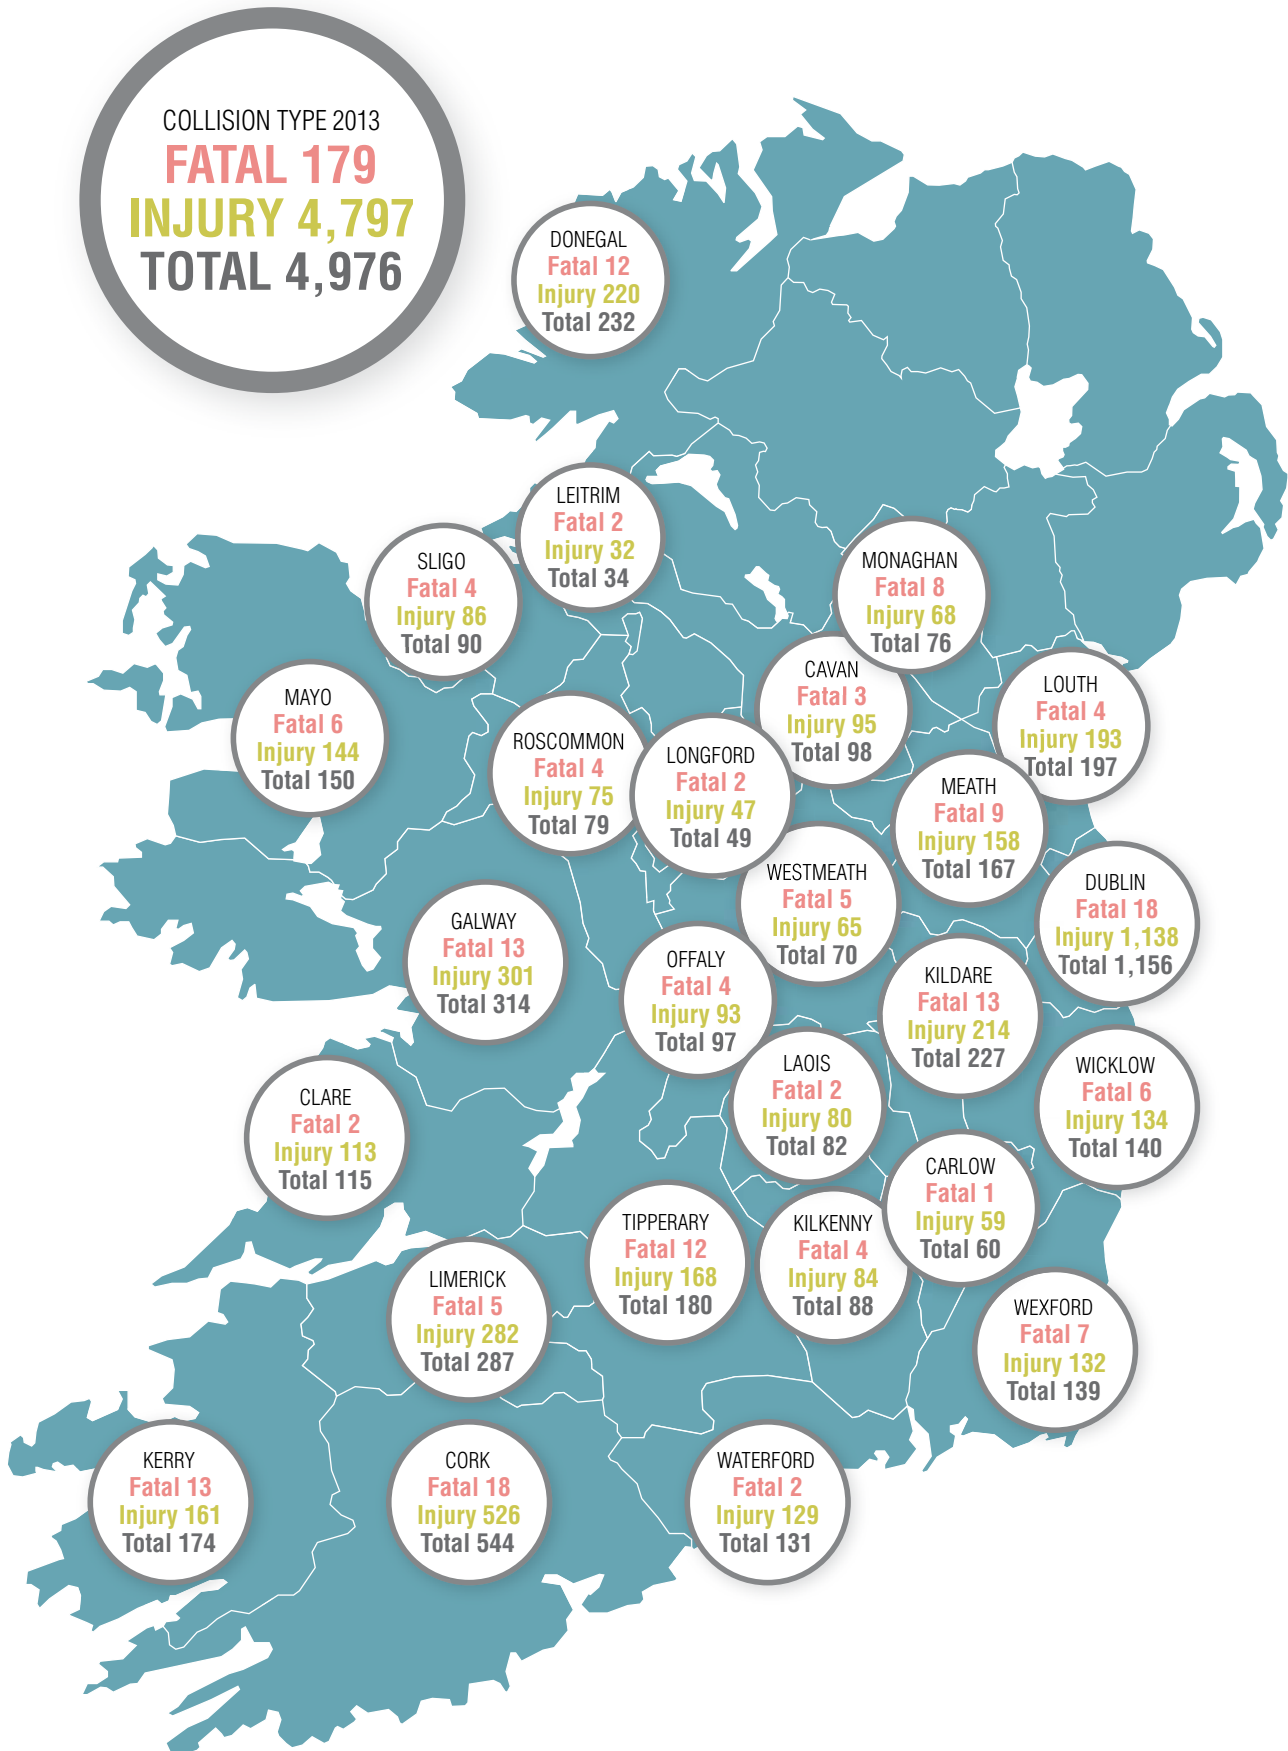 COLLISION TYPE 2013
FATAL 179
INJURY 4,797
TOTAL 4,976
DONEGAL
Fatal 12
Injury 220
Total 232
LEITRIM
Fatal 2
Injury 32
Total 34
SLIGO
Fatal 4
Injury 86
Total 90
MONAGHAN
Fatal 8
Injury 68
Total 76
MAYO
Fatal 6
Injury 144
Total 150
CAVAN
Fatal 3
Injury 95
Total 98
LOUTH
Fatal 4
Injury 193
Total 197
ROSCOMMON
Fatal 4
Injury 75
Total 79
LONGFORD
Fatal 2
Injury 47
Total 49
MEATH
Fatal 9
Injury 158
Total 167
WESTMEATH
Fatal 5
Injury 65
Total 70
DUBLIN
Fatal 18
Injury 1,138
Total 1,156
GALWAY
Fatal 13
Injury 301
Total 314
OFFALY
Fatal 4
Injury 93
Total 97
KILDARE
Fatal 13
Injury 214
Total 227
LAOIS
Fatal 2
Injury 80
Total 82
WICKLOW
Fatal 6
Injury 134
Total 140
CLARE
Fatal 2
Injury 113
Total 115
CARLOW
Fatal 1
Injury 59
Total 60
TIPPERARY
Fatal 12
Injury 168
Total 180
KILKENNY
Fatal 4
Injury 84
Total 88
LIMERICK
Fatal 5
Injury 282
Total 287
WEXFORD
Fatal 7
Injury 132
Total 139
KERRY
Fatal 13
Injury 161
Total 174
CORK
Fatal 18
Injury 526
Total 544
WATERFORD
Fatal 2
Injury 129
Total 131